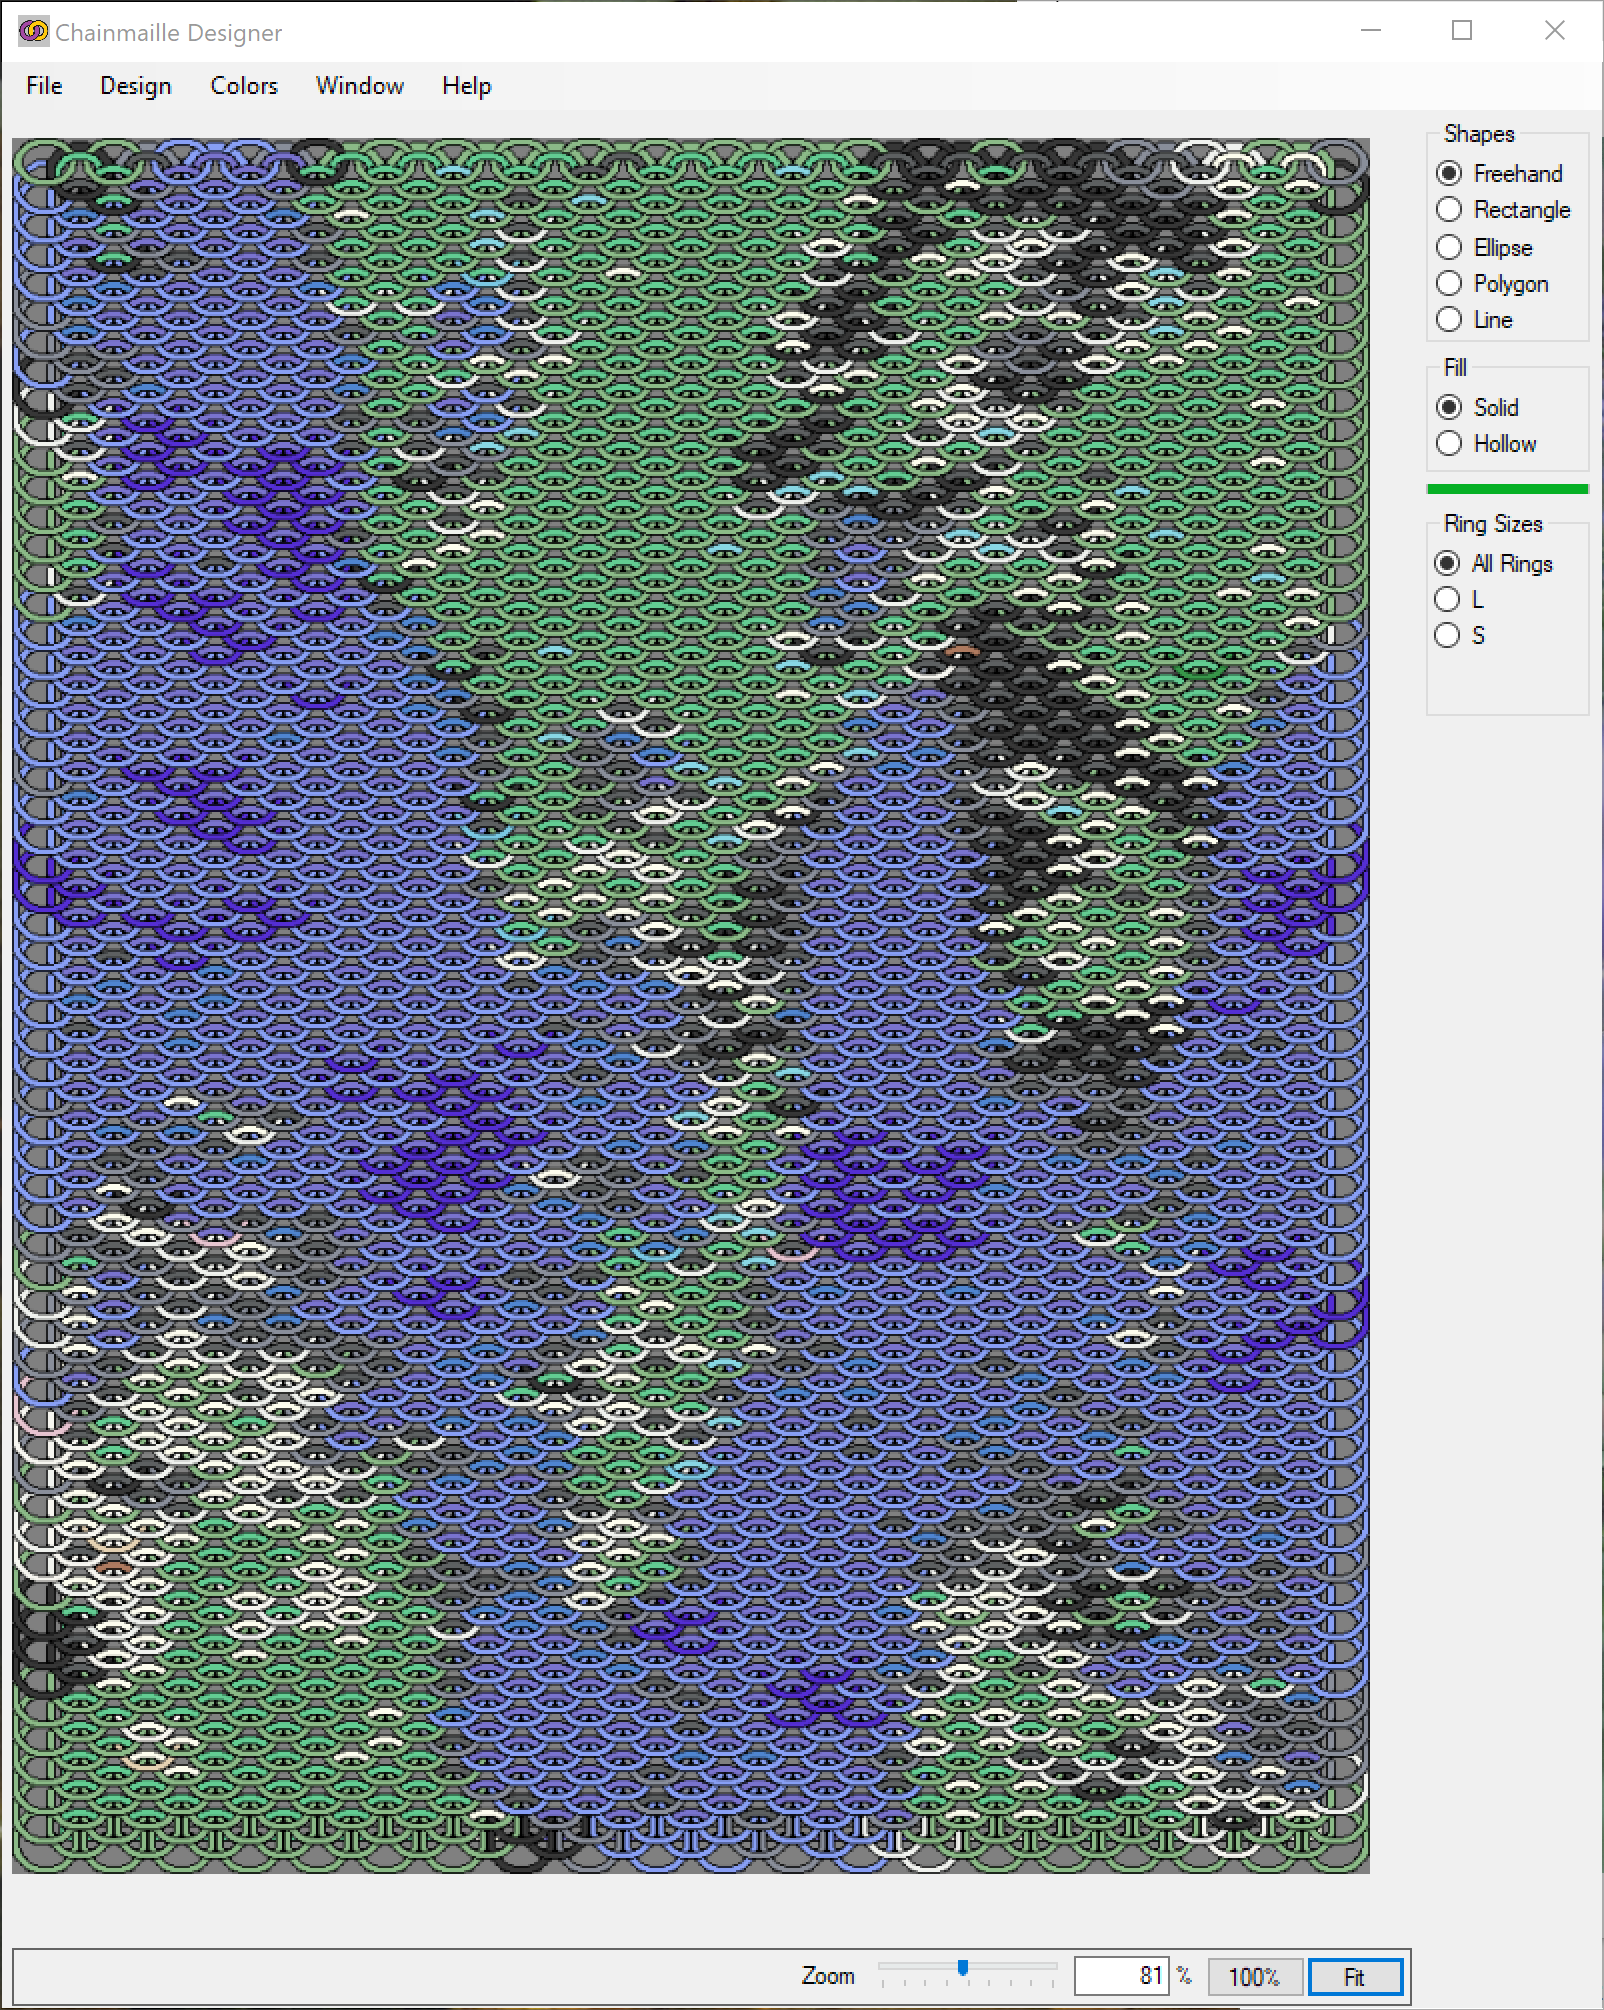 Chainmaille Designer
File Design Colors Window Help
Shapes
Freehand
Rectangle
Ellipse
Polygon
Line
Fill
Solid
Hollow
Ring Sizes
All Rings
L
S
Zoom 81 % 100% Fit